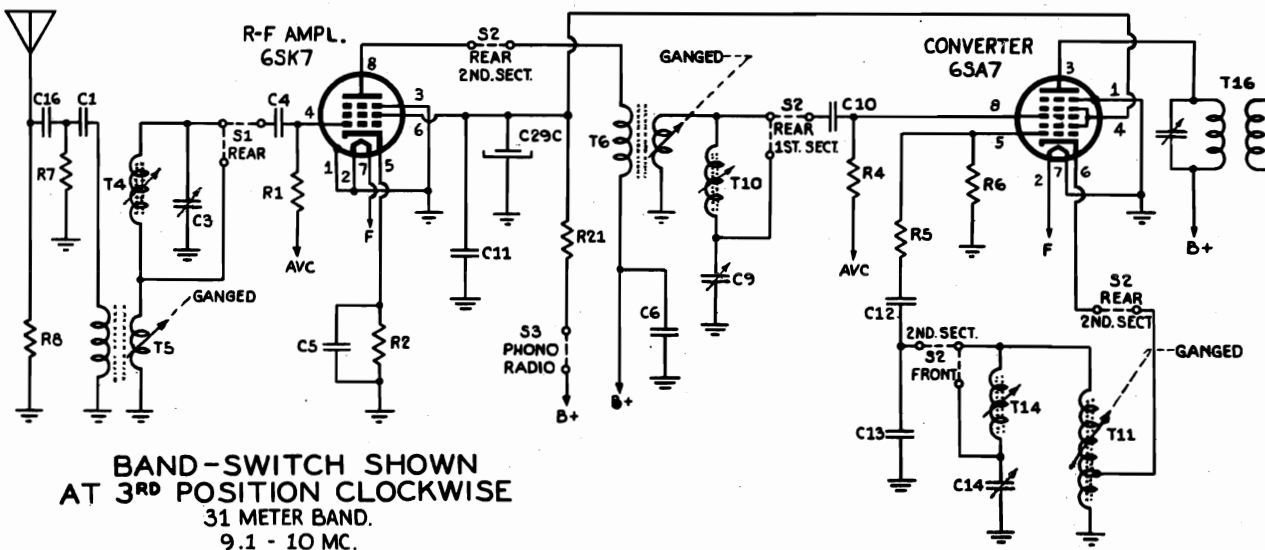 R-F AMPL.
6SK7
S2
REAR
2ND. SECT.
GANGED
CONVERTER
6SA7
T16
8
3
C16
C1
C4
4
3
6
S2
REAR
1ST. SECT.
C10
8
1
4
S1
REAR
C29C
T6
5
R7
T4
C3
R1
1
2
7
5
T10
R4
R6
2
7
6
F
AVC
C11
R21
C9
AVC
R5
F
B+
GANGED
T5
R8
C5
R2
S3
PHONO
RADIO
C6
C12
S2
REAR
2ND. SECT
2ND. SECT.
S2
FRONT
GANGED
B+
B+
T14
T11
C13
C14
BAND-SWITCH SHOWN
AT 3RD POSITION CLOCKWISE
31 METER BAND.
9.1 - 10 MC.